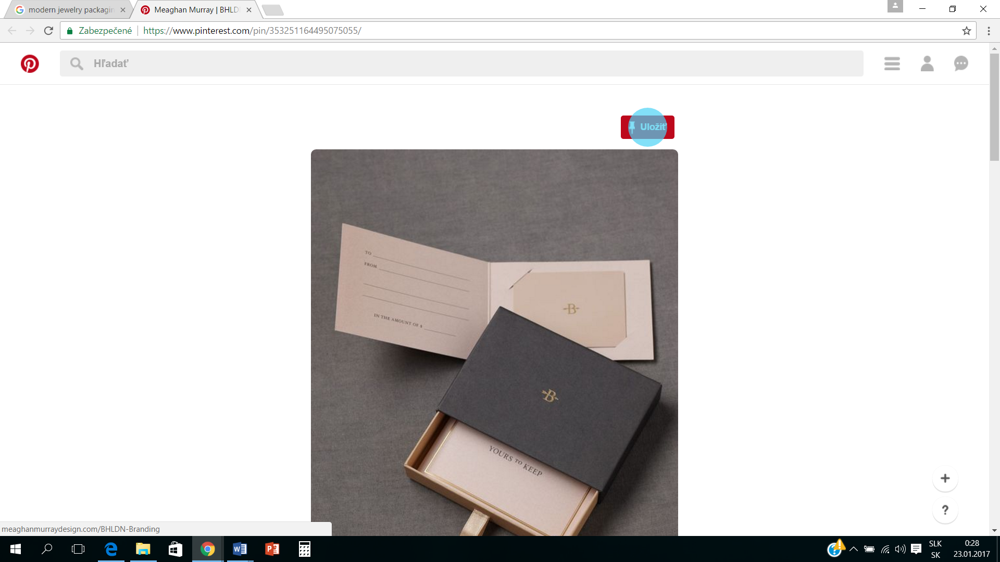 modern jewelry packagin
Meaghan Murray | BHLD
Zabezpečené
https://www.pinterest.com/pin/353251164495075055/
Hľadať
Uložiť
TO
FROM
IN THE AMOUNT OF $
B
B
YOURS TO KEEP
+
?
meaghanmurraydesign.com/BHLDN-Branding
SLK
SK
0:28
23.01.2017